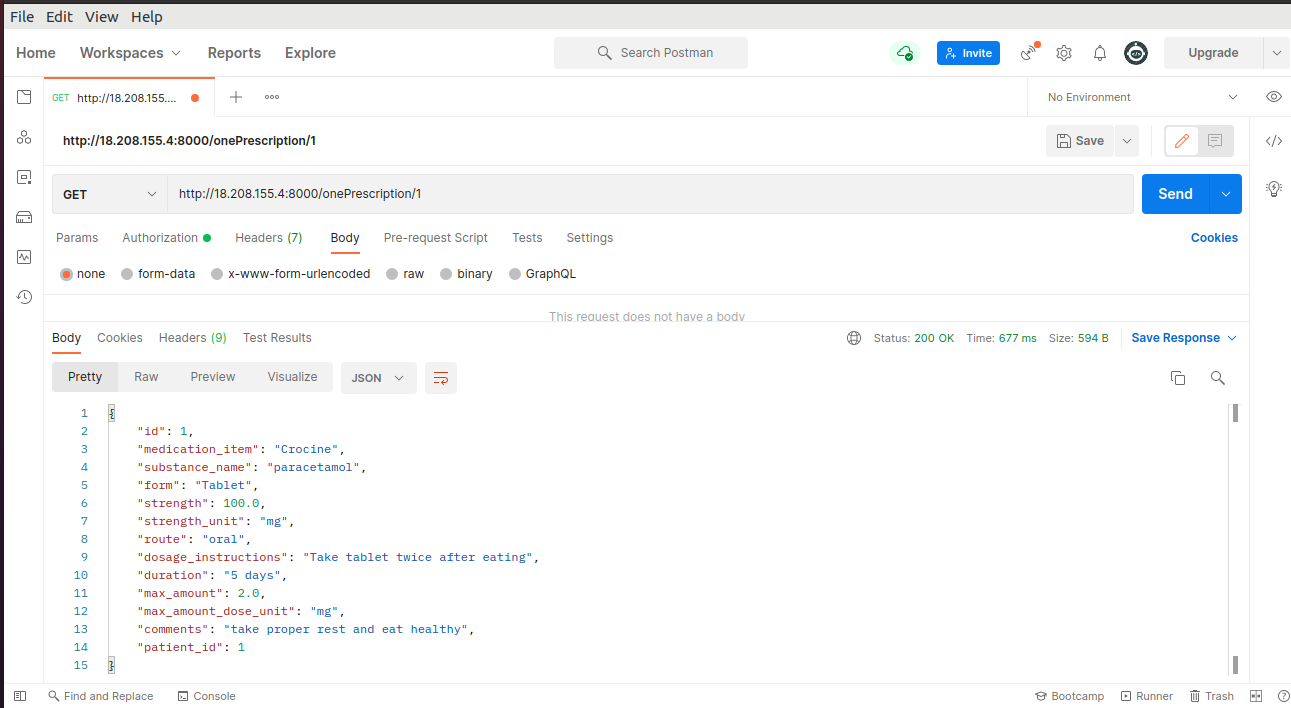 File Edit View Help
Home Workspaces Reports Explore Search Postman Invite Upgrade
GET http://18.208.155.... No Environment
http://18.208.155.4:8000/onePrescription/1 Save
GET http://18.208.155.4:8000/onePrescription/1 Send
Params Authorization Headers (7) Body Pre-request Script Tests Settings Cookies
none form-data x-www-form-urlencoded raw binary GraphQL
This request does not have a body
Body Cookies Headers (9) Test Results Status: 200 OK Time: 677 ms Size: 594 B Save Response
Pretty Raw Preview Visualize JSON
1 {
2 "id": 1,
3 "medication_item": "Crocine",
4 "substance_name": "paracetamol",
5 "form": "Tablet",
6 "strength": 100.0,
7 "strength_unit": "mg",
8 "route": "oral",
9 "dosage_instructions": "Take tablet twice after eating",
10 "duration": "5 days",
11 "max_amount": 2.0,
12 "max_amount_dose_unit": "mg",
13 "comments": "take proper rest and eat healthy",
14 "patient_id": 1
15 }
Find and Replace Console Bootcamp Runner Trash